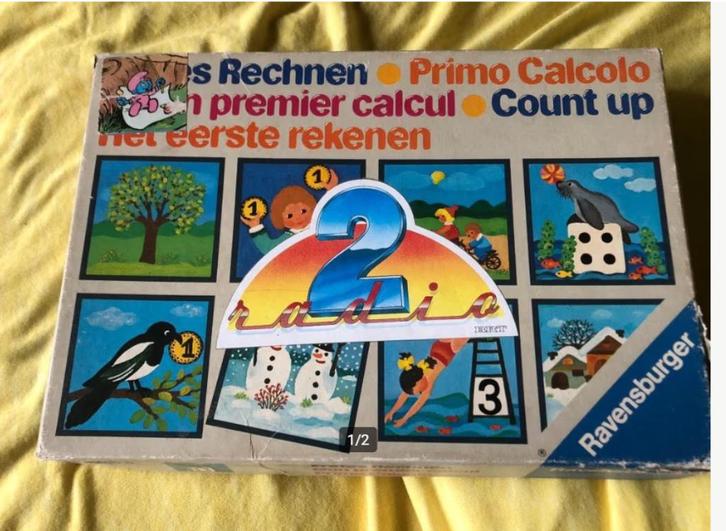 es Rechnen Primo Calcolo
n premier calcul Count up
Het eerste rekenen
1
1
2
radio
1
3
Ravensburger
®
1/2